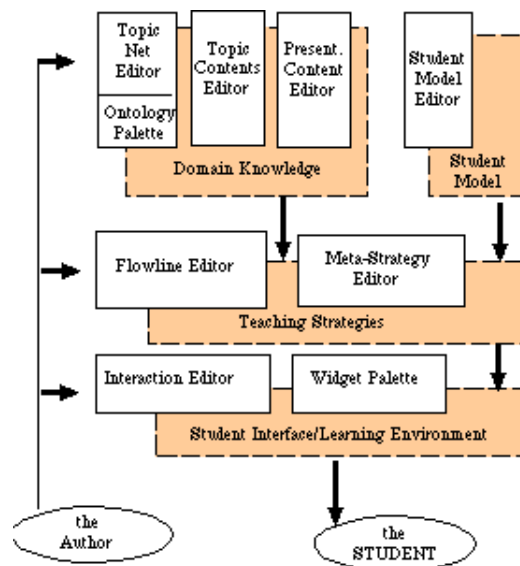 Topic
Net
Editor
Ontology
Palette
Topic
Contents
Editor
Present.
Content
Editor
Domain Knowledge
Student
Model
Editor
Student
Model
Flowline Editor
Meta-Strategy
Editor
Teaching Strategies
Interaction Editor
Widget Palette
Student Interface/Learning Environment
the
Author
the
STUDENT